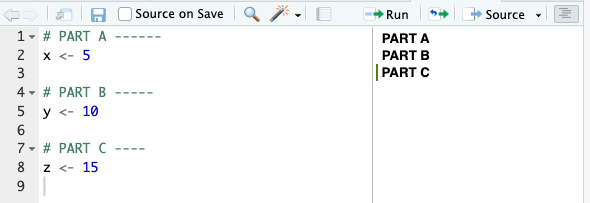 Source on Save Run Source
1 # PART A ------
2 x <- 5
3
4 # PART B -----
5 y <- 10
6
7 # PART C ----
8 z <- 15
9
PART A
PART B
PART C